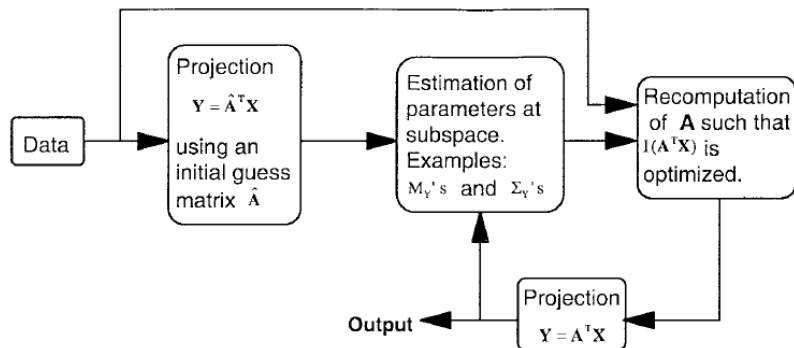 Data
Projection
Y = Â^T X
using an
initial guess
matrix Â
Estimation of
parameters at
subspace.
Examples:
M_Y's and Σ_Y's
Recomputation
of A such that
I(A^T X) is
optimized.
Projection
Y = A^T X
Output